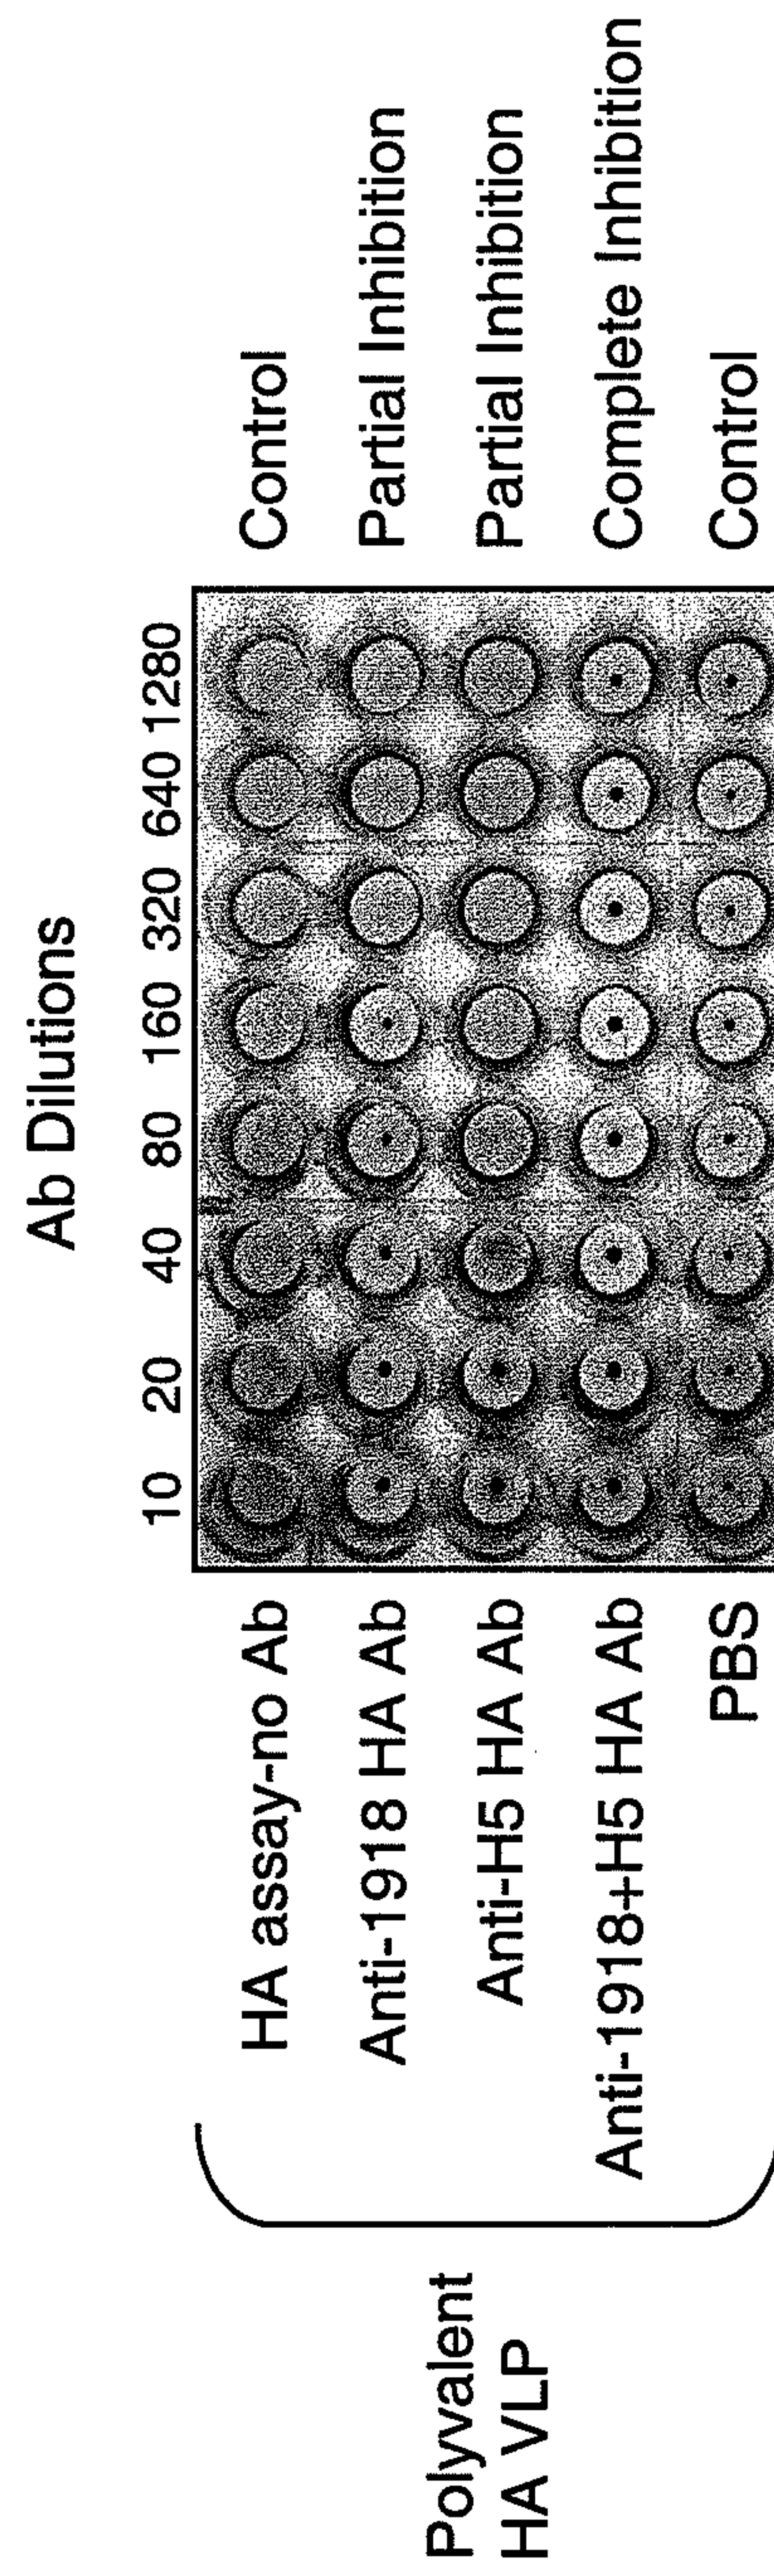 Ab Dilutions
10 20 40 80 160 320 640 1280
Polyvalent
HA VLP
HA assay-no Ab Control
Anti-1918 HA Ab Partial Inhibition
Anti-H5 HA Ab Partial Inhibition
Anti-1918+H5 HA Ab Complete Inhibition
PBS Control